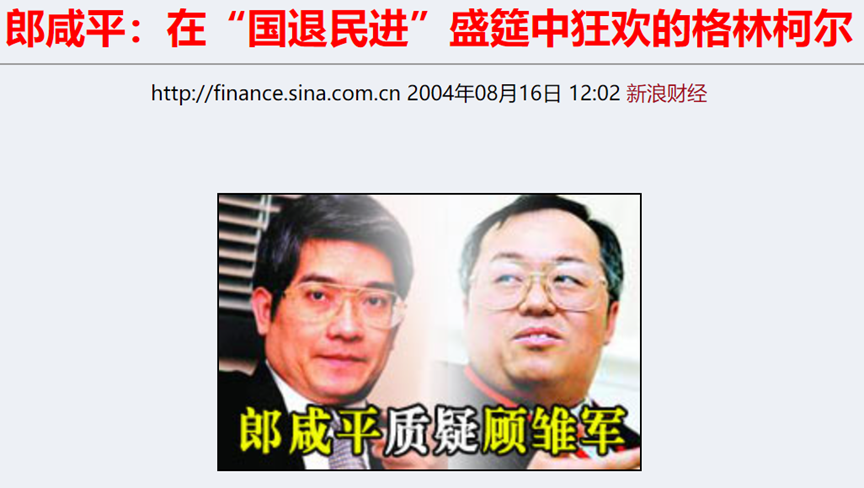 郎咸平：在“国退民进”盛筵中狂欢的格林柯尔
http://finance.sina.com.cn 2004年08月16日 12:02 新浪财经
郎咸平质疑顾雏军